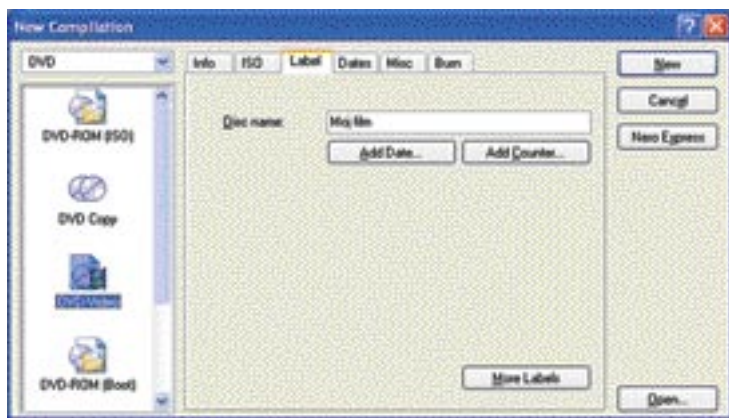 New Compilation
DVD
Info
ISO
Label
Dates
Misc
Burn
New
Cancel
Nero Express
DVD-ROM (ISO)
DVD Copy
DVD-Video
DVD-ROM (Boot)
Disc name:
Moj film
Add Date...
Add Counter...
More Labels
Open...